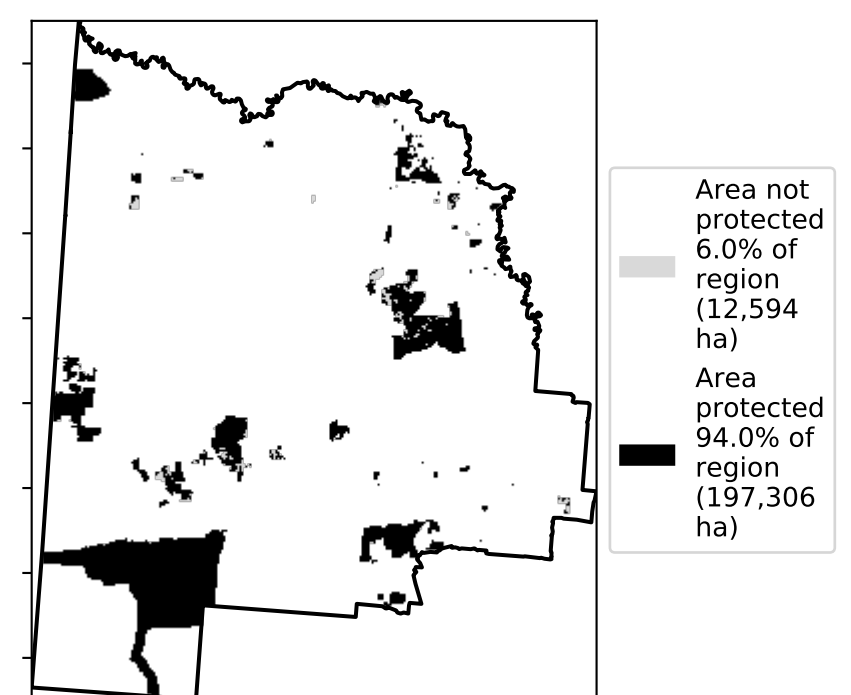 Area not
protected
6.0% of
region
(12,594
ha)
Area
protected
94.0% of
region
(197,306
ha)